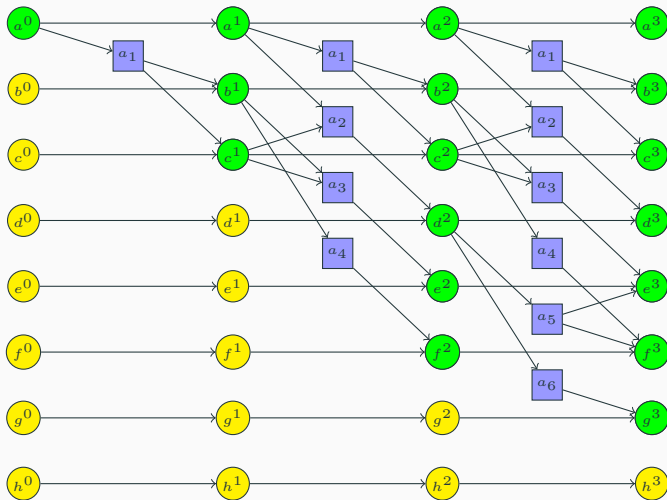 a⁰ a¹ a² a³
a₁ a₁ a₁
b⁰ b¹ b² b³
a₂ a₂
c⁰ c¹ c² c³
a₃ a₃
d⁰ d¹ d² d³
a₄ a₄
e⁰ e¹ e² e³
a₅
f⁰ f¹ f² f³
a₆
g⁰ g¹ g² g³
h⁰ h¹ h² h³